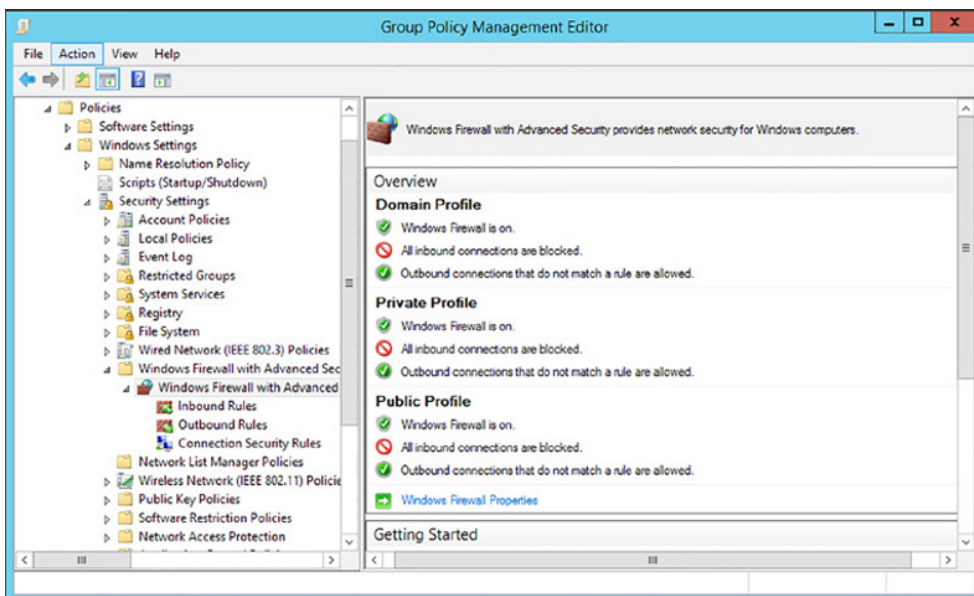 Group Policy Management Editor
File Action View Help
Policies
Software Settings
Windows Settings
Name Resolution Policy
Scripts (Startup/Shutdown)
Security Settings
Account Policies
Local Policies
Event Log
Restricted Groups
System Services
Registry
File System
Wired Network (IEEE 802.3) Policies
Windows Firewall with Advanced Sec
Windows Firewall with Advanced
Inbound Rules
Outbound Rules
Connection Security Rules
Network List Manager Policies
Wireless Network (IEEE 802.11) Policie
Public Key Policies
Software Restriction Policies
Network Access Protection
Windows Firewall with Advanced Security provides network security for Windows computers.
Overview
Domain Profile
Windows Firewall is on.
All inbound connections are blocked.
Outbound connections that do not match a rule are allowed.
Private Profile
Windows Firewall is on.
All inbound connections are blocked.
Outbound connections that do not match a rule are allowed.
Public Profile
Windows Firewall is on.
All inbound connections are blocked.
Outbound connections that do not match a rule are allowed.
Windows Firewall Properties
Getting Started